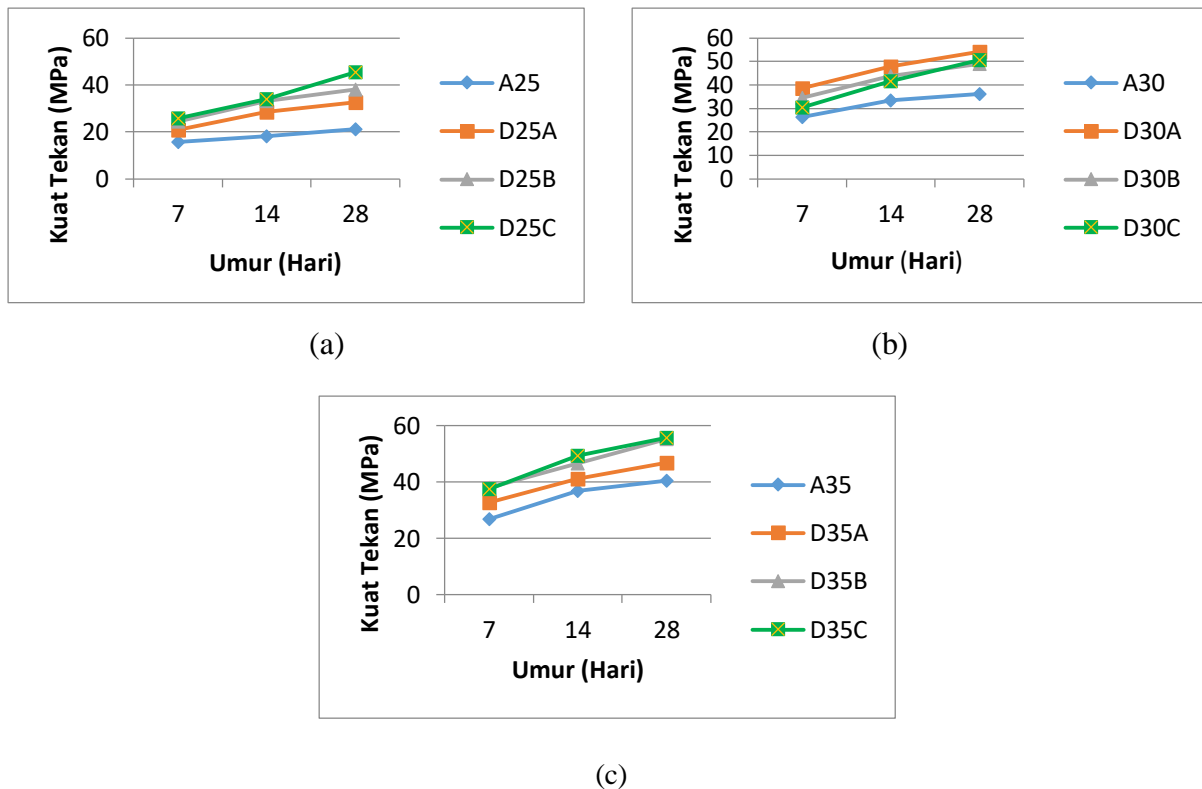 Kuat Tekan (MPa)
60
40
20
0
7 14 28
Umur (Hari)
A25
D25A
D25B
D25C
(a)
Kuat Tekan (MPa)
60
50
40
30
20
10
0
7 14 28
Umur (Hari)
A30
D30A
D30B
D30C
(b)
Kuat Tekan (MPa)
60
40
20
0
7 14 28
Umur (Hari)
A35
D35A
D35B
D35C
(c)